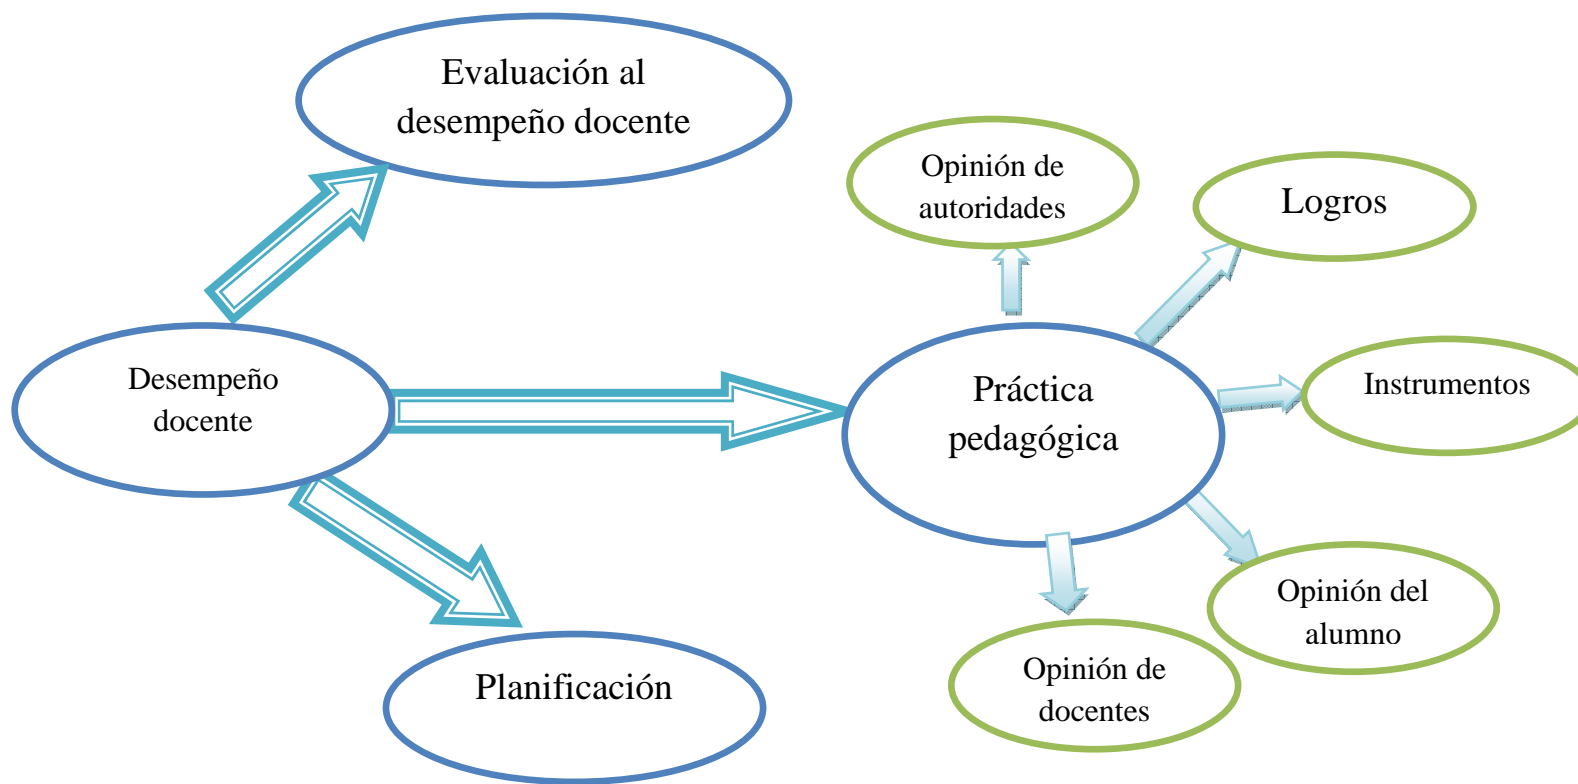 Evaluación al
desempeño docente
Opinión de
autoridades
Logros
Desempeño
docente
Práctica
pedagógica
Instrumentos
Opinión del
alumno
Planificación
Opinión de
docentes